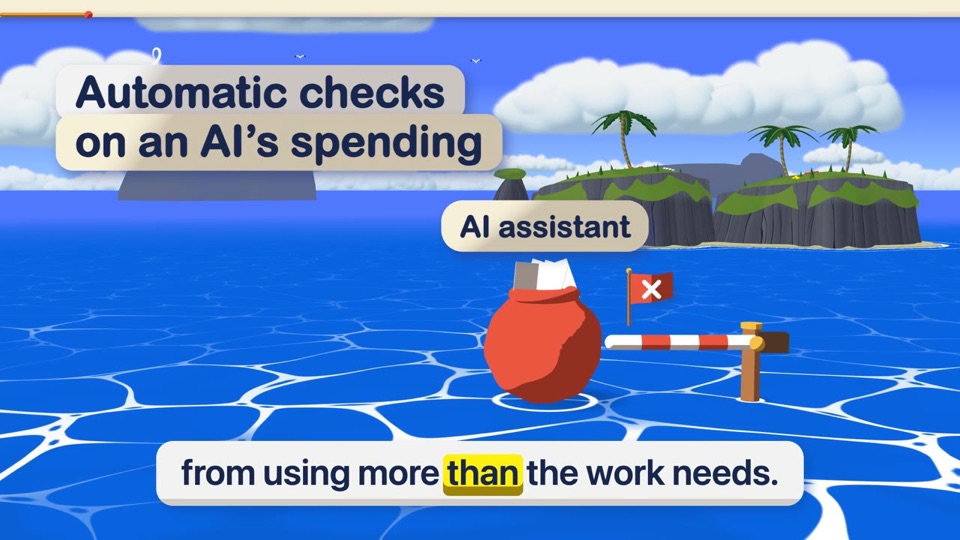 Automatic checks
on an AI’s spending
AI assistant
from using more than the work needs.